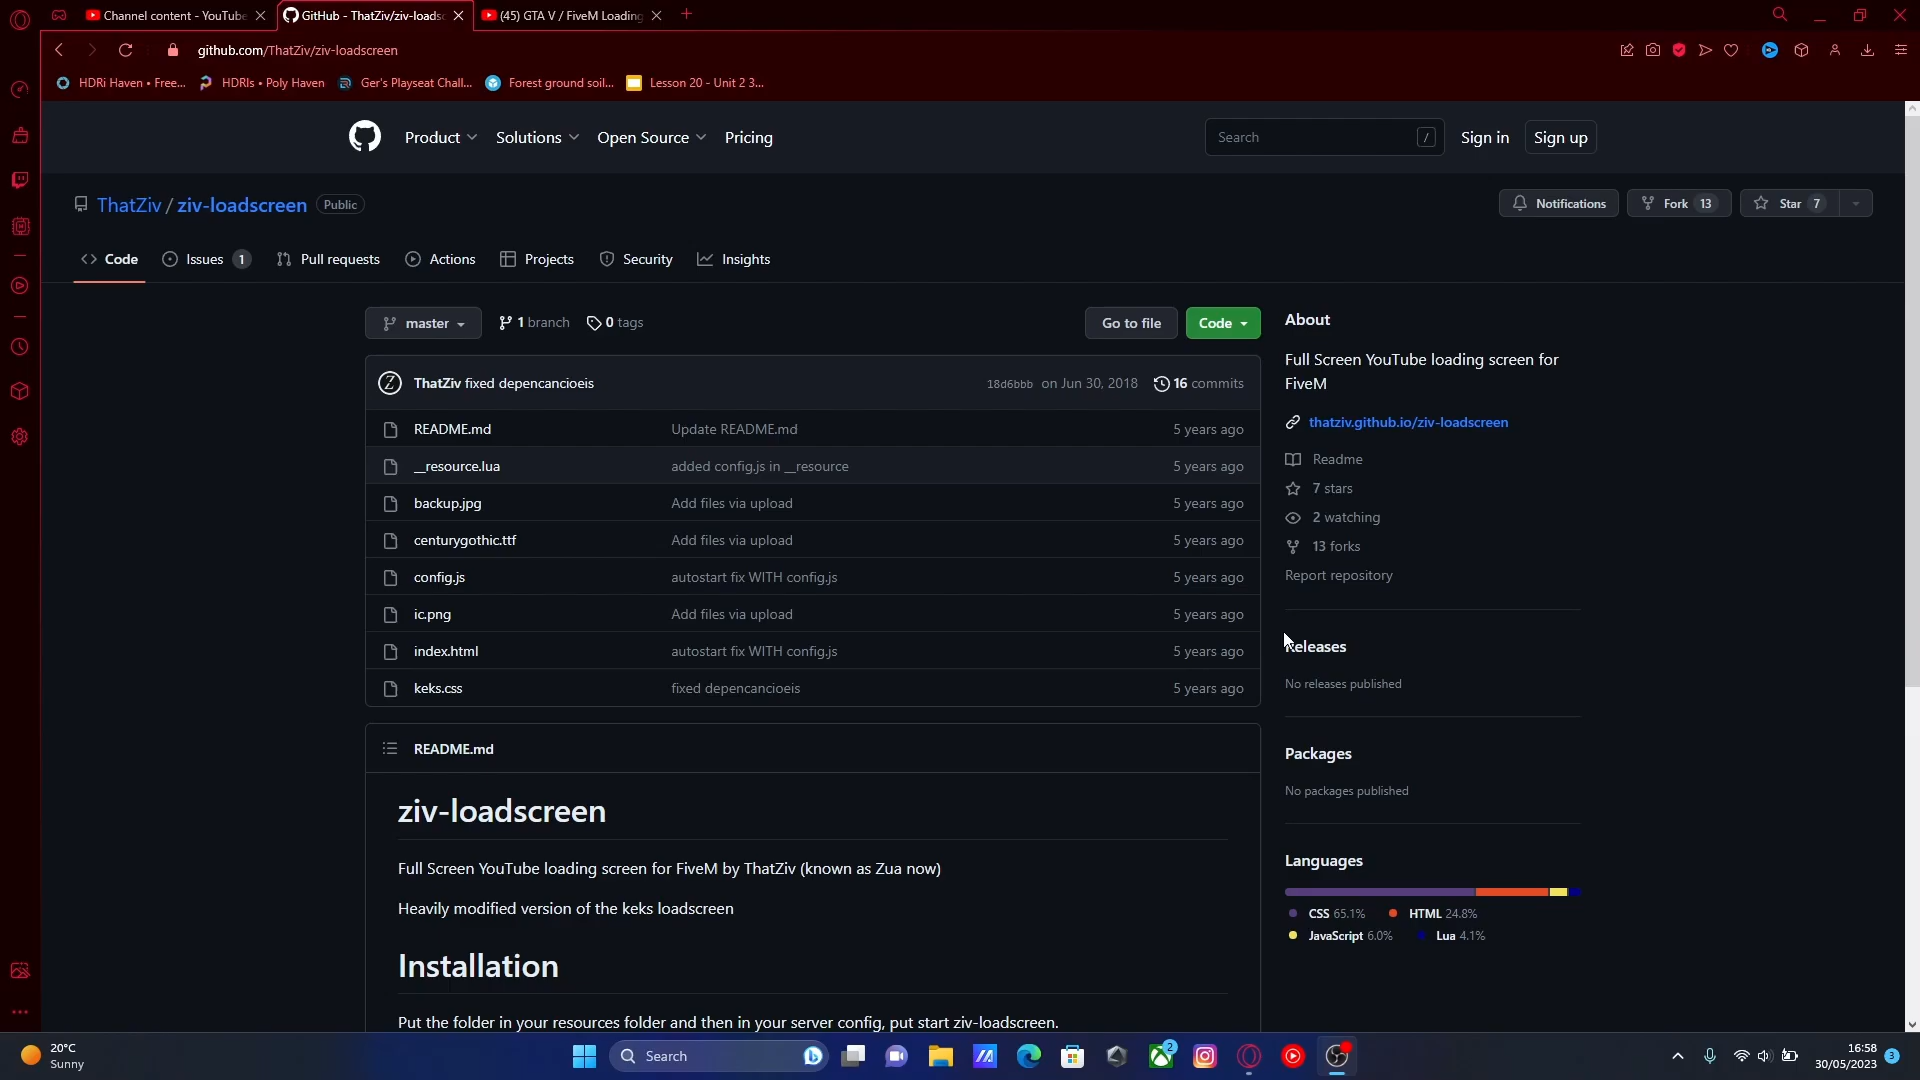 Channel content - YouTube
GitHub - ThatZiv/ziv-loads
(45) GTA V / FiveM Loading
github.com/ThatZiv/ziv-loadscreen
HDRi Haven • Free...
HDRIs • Poly Haven
Ger's Playseat Chall...
Forest ground soil...
Lesson 20 - Unit 2 3...
Product
Solutions
Open Source
Pricing
Search
/
Sign in
Sign up
ThatZiv / ziv-loadscreen
Public
Notifications
Fork 13
Star 7
Code
Issues 1
Pull requests
Actions
Projects
Security
Insights
master
1 branch
0 tags
Go to file
Code
ThatZiv fixed depencancioeis
18d6bbb on Jun 30, 2018
16 commits
README.md Update README.md 5 years ago
__resource.lua added config.js in __resource 5 years ago
backup.jpg Add files via upload 5 years ago
centurygothic.ttf Add files via upload 5 years ago
config.js autostart fix WITH config.js 5 years ago
ic.png Add files via upload 5 years ago
index.html autostart fix WITH config.js 5 years ago
keks.css fixed depencancioeis 5 years ago
README.md
ziv-loadscreen
Full Screen YouTube loading screen for FiveM by ThatZiv (known as Zua now)
Heavily modified version of the keks loadscreen
Installation
Put the folder in your resources folder and then in your server config, put start ziv-loadscreen.
About
Full Screen YouTube loading screen for
FiveM
thatziv.github.io/ziv-loadscreen
Readme
7 stars
2 watching
13 forks
Report repository
Releases
No releases published
Packages
No packages published
Languages
CSS 65.1% HTML 24.8%
JavaScript 6.0% Lua 4.1%
20°C
Sunny
Search
2
16:58
30/05/2023
3